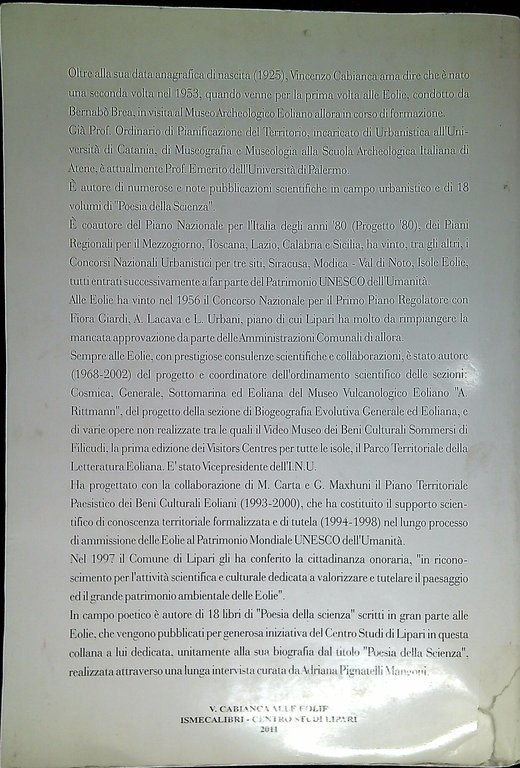 Oltre alla sua data anagrafica di nascita (1925), Vincenzo Cabianca ama dire che è nato
una seconda volta nel 1953, quando venne per la prima volta alle Eolie, condotto da
Bernabò Brea, in visita al Museo Archeologico Eoliano allora in corso di formazione.
Già Prof. Ordinario di Pianificazione del Territorio, incaricato di Urbanistica all'Uni-
versità di Catania, di Museografia e Museologia alla Scuola Archeologica Italiana di
Atene, è attualmente Prof. Emerito dell'Università di Palermo.
È autore di numerose e note pubblicazioni scientifiche in campo urbanistico e di 18
volumi di "Poesia della Scienza".
È coautore del Piano Nazionale per l'Italia degli anni '80 (Progetto '80), dei Piani
Regionali per il Mezzogiorno, Toscana, Lazio, Calabria e Sicilia, ha vinto, tra gli altri, i
Concorsi Nazionali Urbanistici per tre siti, Siracusa, Modica - Val di Noto, Isole Eolie,
tutti entrati successivamente a far parte del Patrimonio UNESCO dell'Umanità.
Alle Eolie ha vinto nel 1956 il Concorso Nazionale per il Primo Piano Regolatore con
Fiora Giardi, A. Lacava e L. Urbani, piano di cui Lipari ha molto da rimpiangere la
mancata approvazione da parte delle Amministrazioni Comunali di allora.
Sempre alle Eolie, con prestigiose consulenze scientifiche e collaborazioni, è stato autore
(1968-2002) del progetto e coordinatore dell'ordinamento scientifico delle sezioni:
Cosmica, Generale, Sottomarina ed Eoliana del Museo Vulcanologico Eoliano "A.
Rittmann", del progetto della sezione di Biogeografia Evolutiva Generale ed Eoliana, e
di varie opere non realizzate tra le quali il Video Museo dei Beni Culturali Sommersi di
Filicudi, la prima edizione dei Visitors Centres per tutte le isole, il Parco Territoriale della
Letteratura Eoliana. E' stato Vicepresidente dell'I.N.U.
Ha progettato con la collaborazione di M. Carta e G. Maxhuni il Piano Territoriale
Paesistico dei Beni Culturali Eoliani (1993-2000), che ha costituito il supporto scien-
tifico di conoscenza territoriale formalizzata e di tutela (1994-1998) nel lungo processo
di ammissione delle Eolie al Patrimonio Mondiale UNESCO dell'Umanità.
Nel 1997 il Comune di Lipari gli ha conferito la cittadinanza onoraria, "in ricono-
scimento per l'attività scientifica e culturale dedicata a valorizzare e tutelare il paesaggio
ed il grande patrimonio ambientale delle Eolie".
In campo poetico è autore di 18 libri di "Poesia della scienza" scritti in gran parte alle
Eolie, che vengono pubblicati per generosa iniziativa del Centro Studi di Lipari in questa
collana a lui dedicata, unitamente alla sua biografia dal titolo "Poesia della Scienza",
realizzata attraverso una lunga intervista curata da Adriana Pignatelli Mangoni.
V. CABIANCA ALLE EOLIE
ISMECALIBRI - CENTRO STUDI LIPARI
2011